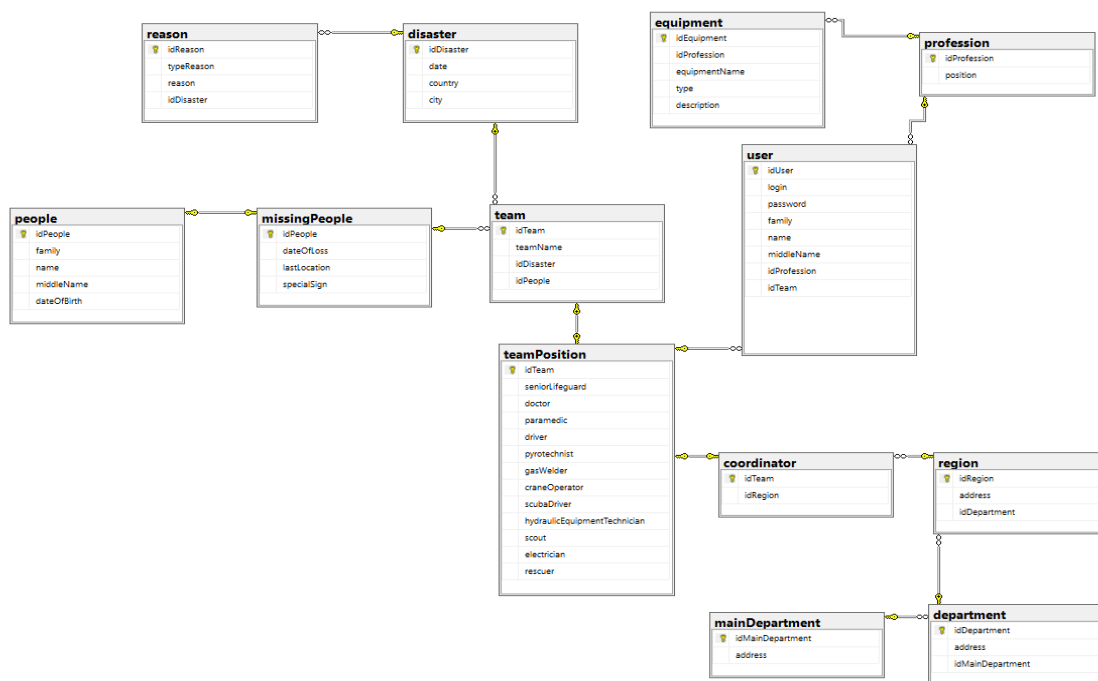 reason
idReason
typeReason
reason
idDisaster
disaster
idDisaster
date
country
city
equipment
idEquipment
idProfession
equipmentName
type
description
profession
idProfession
position
user
idUser
login
password
family
name
middleName
idProfession
idTeam
people
idPeople
family
name
middleName
dateOfBirth
missingPeople
idPeople
dateOfLoss
lastLocation
specialSign
team
idTeam
teamName
idDisaster
idPeople
teamPosition
idTeam
seniorLifeguard
doctor
paramedic
driver
pyrotechnist
gasWelder
craneOperator
scubaDriver
hydraulicEquipmentTechnician
scout
electrician
rescuer
coordinator
idTeam
idRegion
region
idRegion
address
idDepartment
mainDepartment
idMainDepartment
address
department
idDepartment
address
idMainDepartment